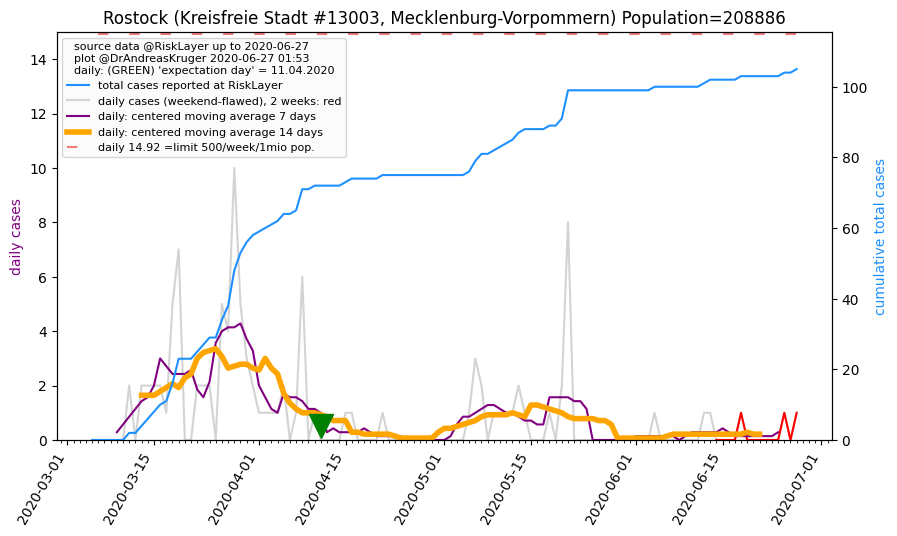 Rostock (Kreisfreie Stadt #13003, Mecklenburg-Vorpommern) Population=208886
source data @RiskLayer up to 2020-06-27
plot @DrAndreasKruger 2020-06-27 01:53
daily: (GREEN) 'expectation day' = 11.04.2020
total cases reported at RiskLayer
daily cases (weekend-flawed), 2 weeks: red
daily: centered moving average 7 days
daily: centered moving average 14 days
daily 14.92 =limit 500/week/1mio pop.
daily cases
14
12
10
8
6
4
2
0
cumulative total cases
100
80
60
40
20
0
2020-03-01
2020-03-15
2020-04-01
2020-04-15
2020-05-01
2020-05-15
2020-06-01
2020-06-15
2020-07-01